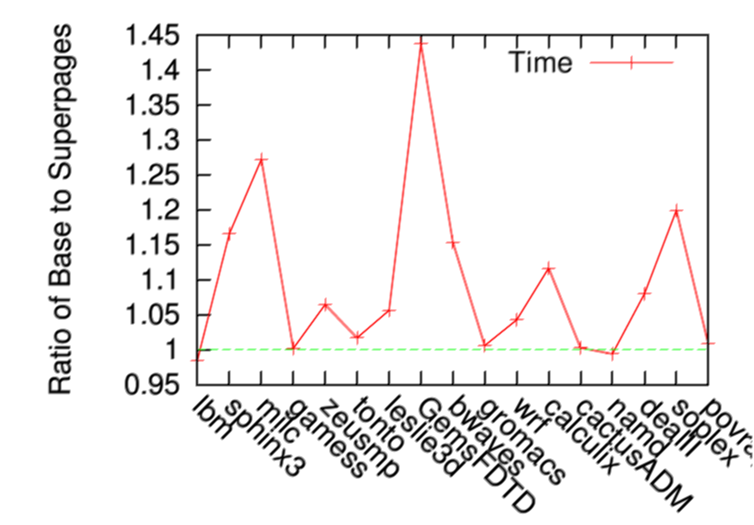 Ratio of Base to Superpages
1.45
1.4
1.35
1.3
1.25
1.2
1.15
1.1
1.05
1
0.95
Time
lbm
sphinx3
milc
gamess
zeusmp
tonto
leslie3d
GemsFDTD
bwaves
gromacs
wrf
calculix
cactusADM
namd
dealII
soplex